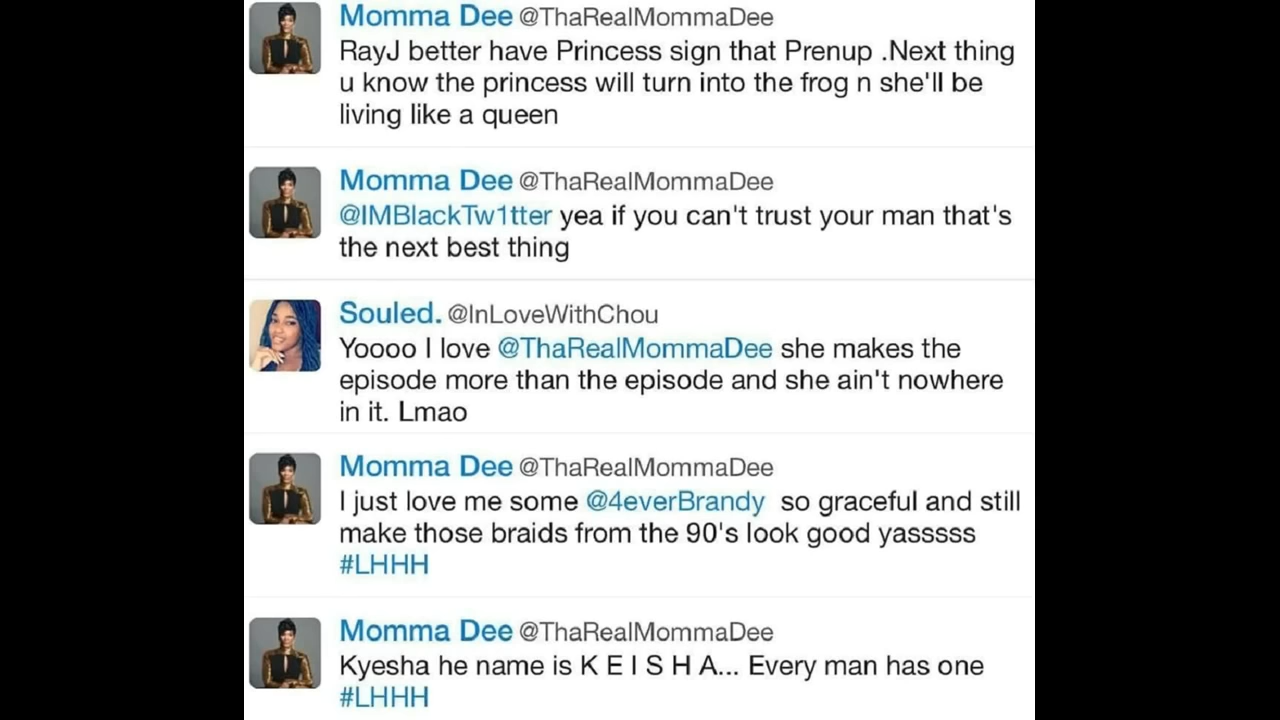 Momma Dee @ThaRealMommaDee
RayJ better have Princess sign that Prenup .Next thing
u know the princess will turn into the frog n she'll be
living like a queen
Momma Dee @ThaRealMommaDee
@IMBlackTw1tter yea if you can't trust your man that's
the next best thing
Souled. @InLoveWithChou
Yoooo I love @ThaRealMommaDee she makes the
episode more than the episode and she ain't nowhere
in it. Lmao
Momma Dee @ThaRealMommaDee
I just love me some @4everBrandy so graceful and still
make those braids from the 90's look good yasssss
#LHHH
Momma Dee @ThaRealMommaDee
Kyesha he name is K E I S H A... Every man has one
#LHHH